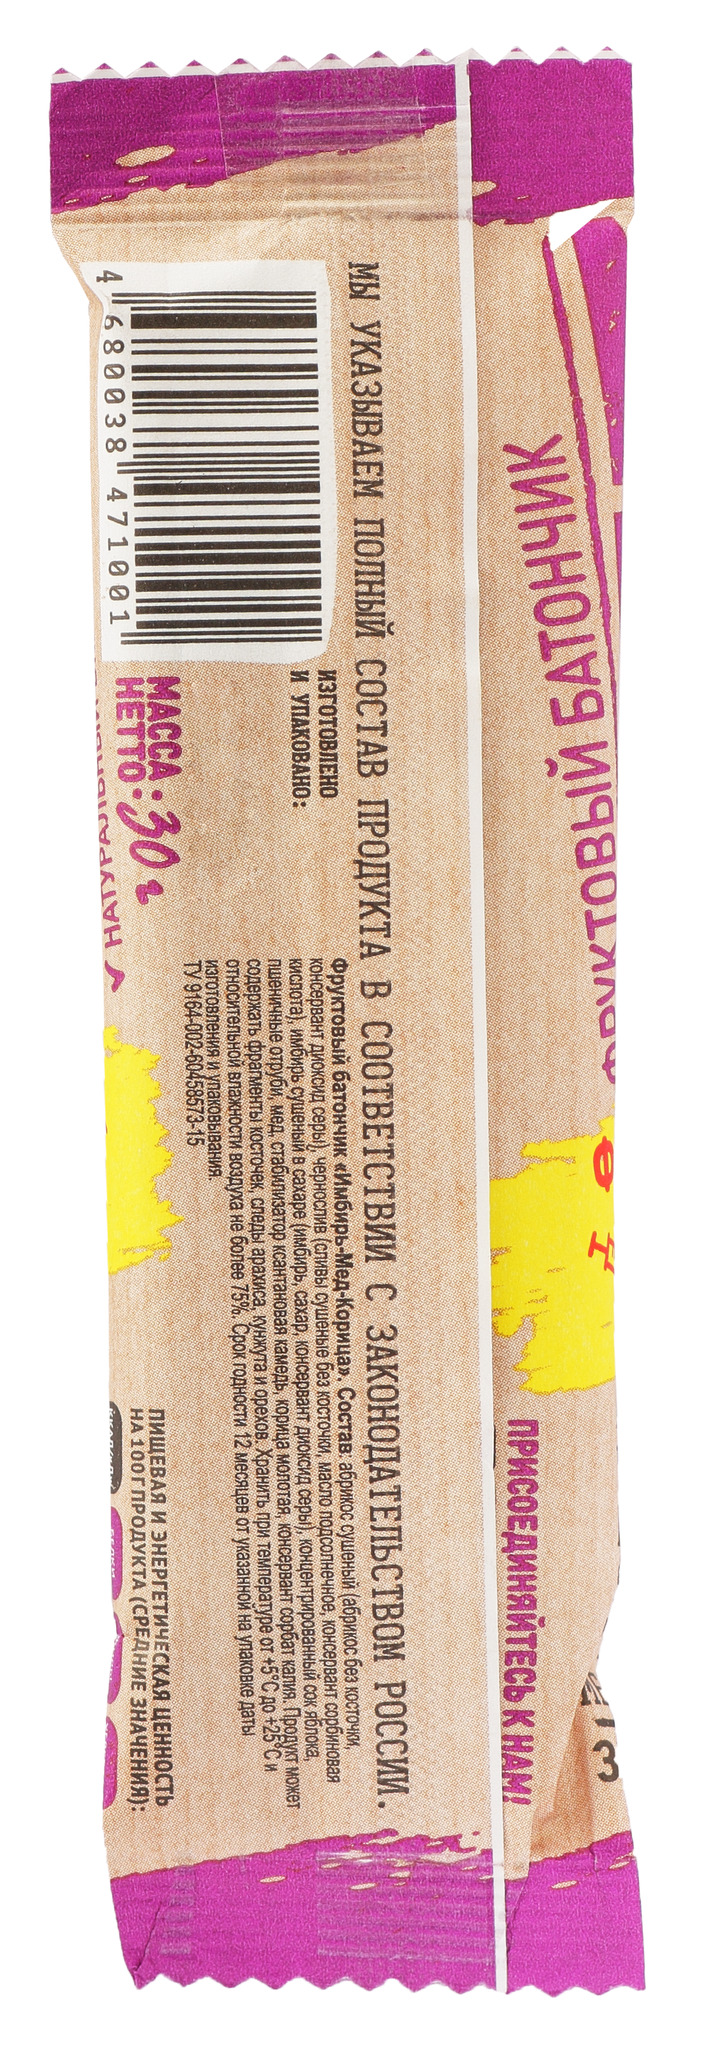 МЫ УКАЗЫВАЕМ ПОЛНЫЙ СОСТАВ ПРОДУКТА В СООТВЕТСТВИИ С ЗАКОНОДАТЕЛЬСТВОМ РОССИИ.
4 680038 471001
ИЗГОТОВЛЕНО
И УПАКОВАНО:
МАССА
НЕТТО: 30 г
Фруктовый батончик «Имбирь-Мед-Корица». Состав: абрикос сушеный (абрикос без косточки,
консервант диоксид серы), чернослив (сливы сушеные без косточки, масло подсолнечное, консервант сорбиновая
кислота), имбирь сушеный в сахаре (имбирь, сахар, консервант диоксид серы), концентрированный сок яблока,
пшеничные отруби, мед, стабилизатор ксантановая камедь, корица молотая, консервант сорбат калия. Продукт может
содержать фрагменты косточек, следы арахиса, кунжута и орехов. Хранить при температуре от +5°С до +25°С и
относительной влажности воздуха не более 75%. Срок годности 12 месяцев от указанной на упаковке даты
изготовления и упаковывания.
ТУ 9164-002-60458573-15
ПИЩЕВАЯ И ЭНЕРГЕТИЧЕСКАЯ ЦЕННОСТЬ
НА 100Г ПРОДУКТА (СРЕДНИЕ ЗНАЧЕНИЯ):
ФРУКТОВЫЙ БАТОНЧИК
ПРИСОЕДИНЯЙТЕСЬ К НАМ!